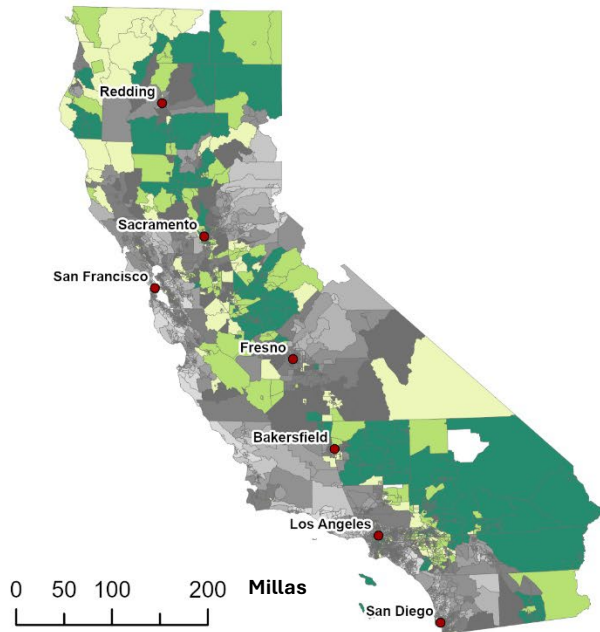 Redding
Sacramento
San Francisco
Fresno
Bakersfield
Los Angeles
San Diego
0 50 100 200 Millas